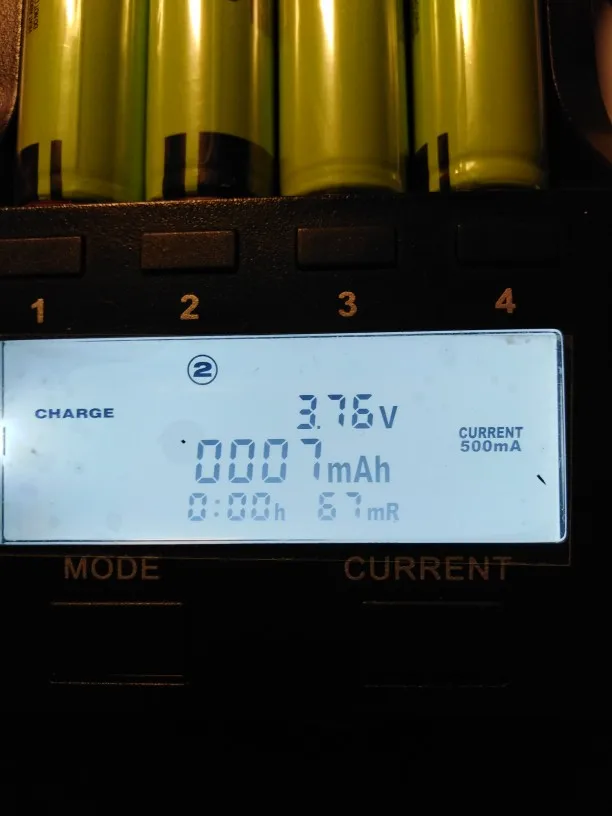 1 2 3 4
2
CHARGE
3.76V
CURRENT
500mA
0007mAh
0:00h 67mR
MODE CURRENT